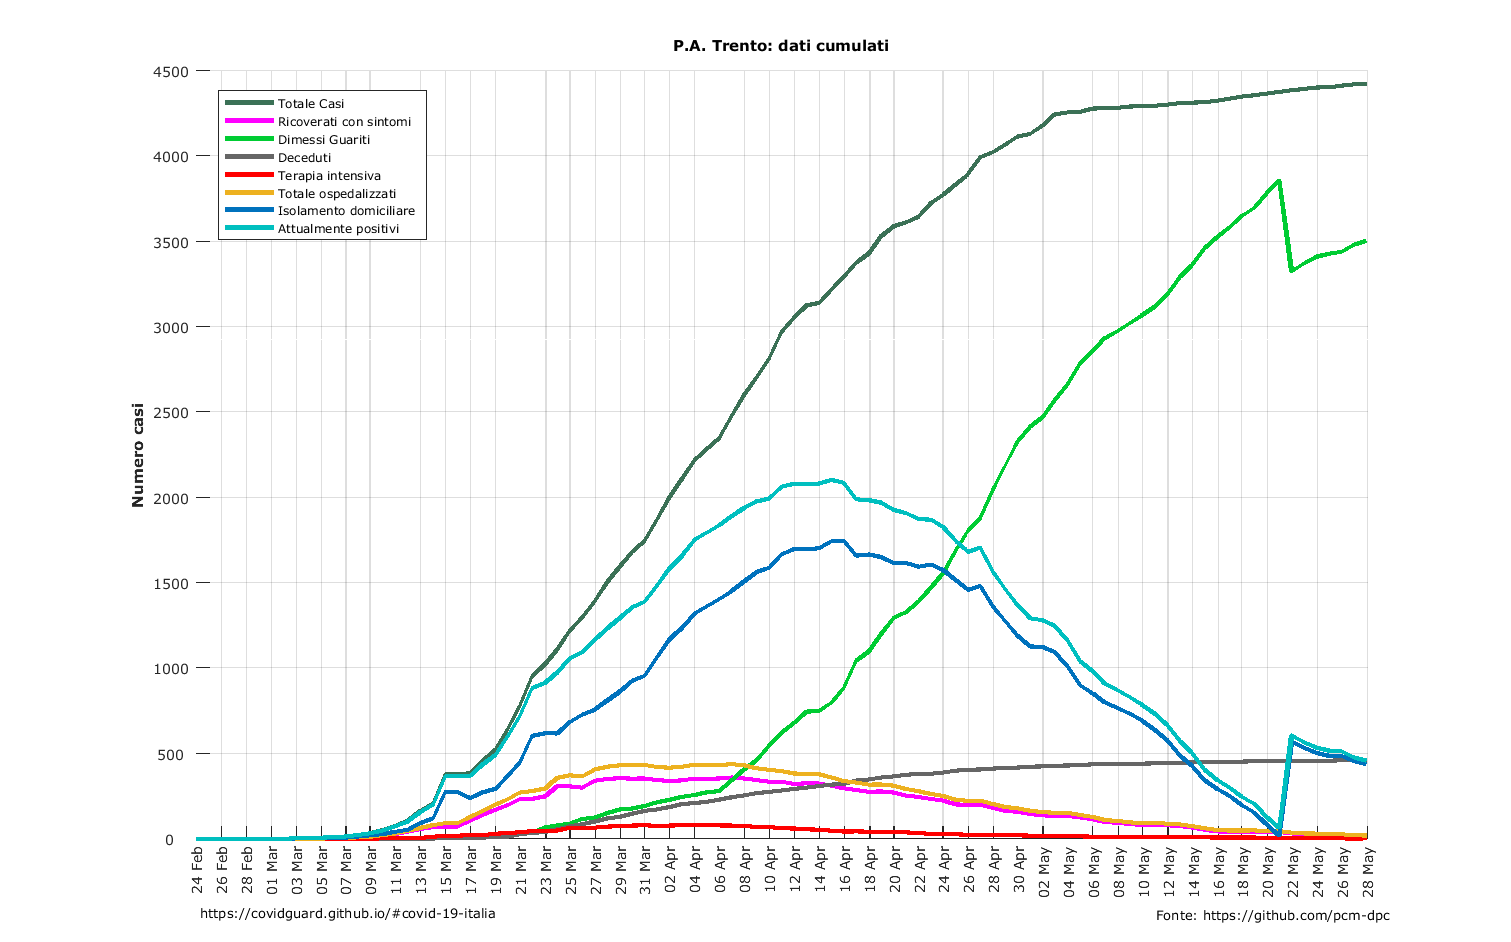 P.A. Trento: dati cumulati
Numero casi
4500
4000
3500
3000
2500
2000
1500
1000
500
0
Totale Casi
Ricoverati con sintomi
Dimessi Guariti
Deceduti
Terapia intensiva
Totale ospedalizzati
Isolamento domiciliare
Attualmente positivi
24 Feb
26 Feb
28 Feb
01 Mar
03 Mar
05 Mar
07 Mar
09 Mar
11 Mar
13 Mar
15 Mar
17 Mar
19 Mar
21 Mar
23 Mar
25 Mar
27 Mar
29 Mar
31 Mar
02 Apr
04 Apr
06 Apr
08 Apr
10 Apr
12 Apr
14 Apr
16 Apr
18 Apr
20 Apr
22 Apr
24 Apr
26 Apr
28 Apr
30 Apr
02 May
04 May
06 May
08 May
10 May
12 May
14 May
16 May
18 May
20 May
22 May
24 May
26 May
28 May
https://covidguard.github.io/#covid-19-italia
Fonte: https://github.com/pcm-dpc